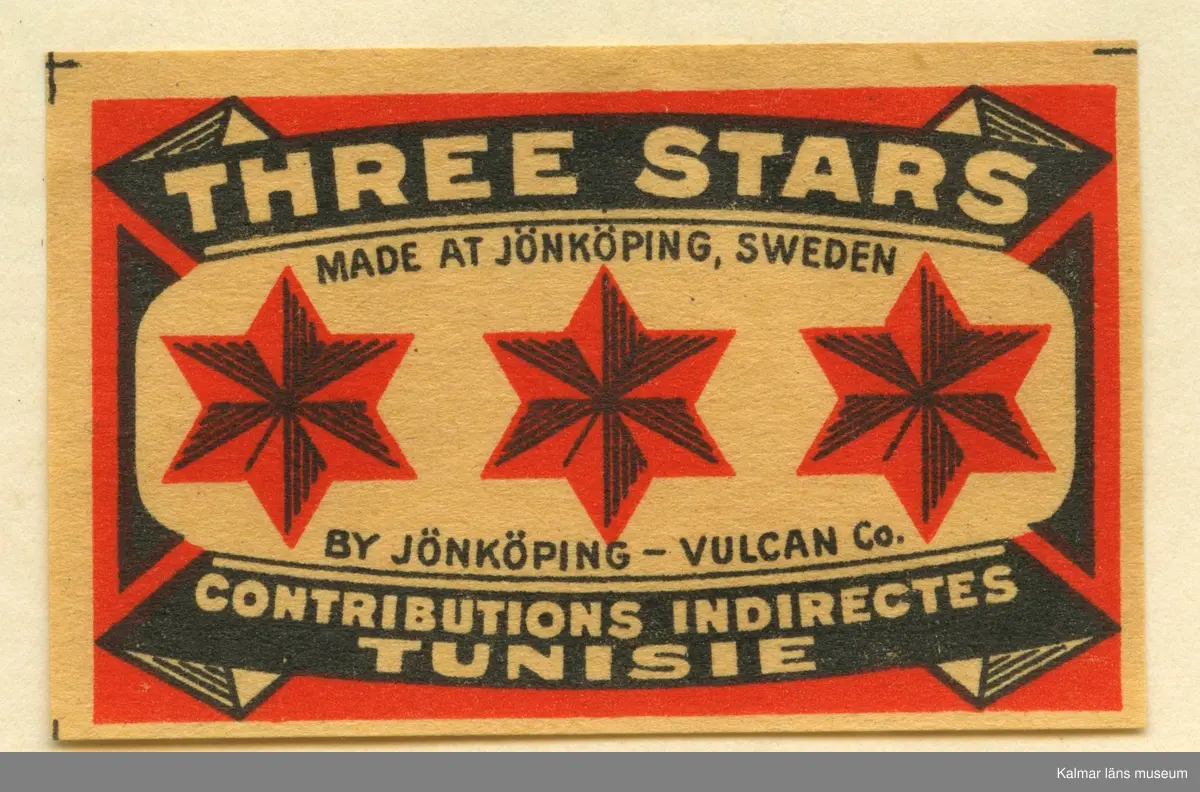 THREE STARS
MADE AT JÖNKÖPING, SWEDEN
BY JÖNKÖPING – VULCAN Co.
CONTRIBUTIONS INDIRECTES
TUNISIE
Kalmar läns museum